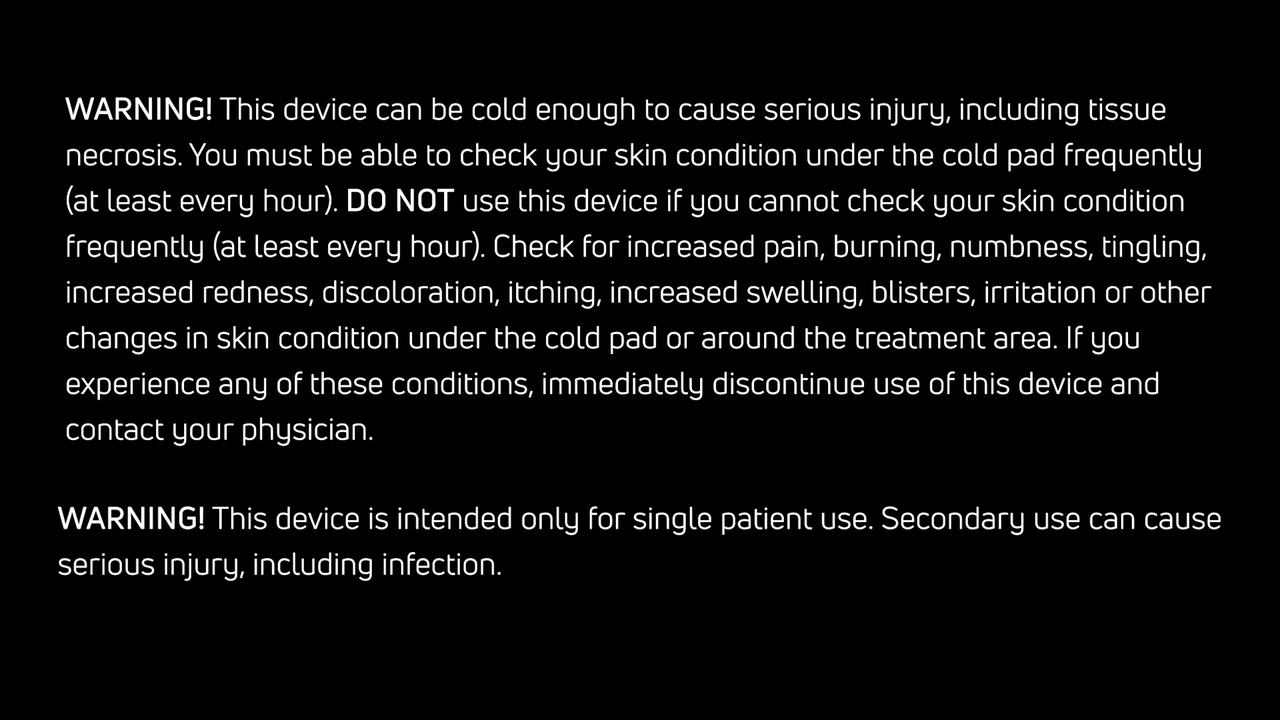 WARNING! This device can be cold enough to cause serious injury, including tissue
necrosis. You must be able to check your skin condition under the cold pad frequently
(at least every hour). DO NOT use this device if you cannot check your skin condition
frequently (at least every hour). Check for increased pain, burning, numbness, tingling,
increased redness, discoloration, itching, increased swelling, blisters, irritation or other
changes in skin condition under the cold pad or around the treatment area. If you
experience any of these conditions, immediately discontinue use of this device and
contact your physician.
WARNING! This device is intended only for single patient use. Secondary use can cause
serious injury, including infection.